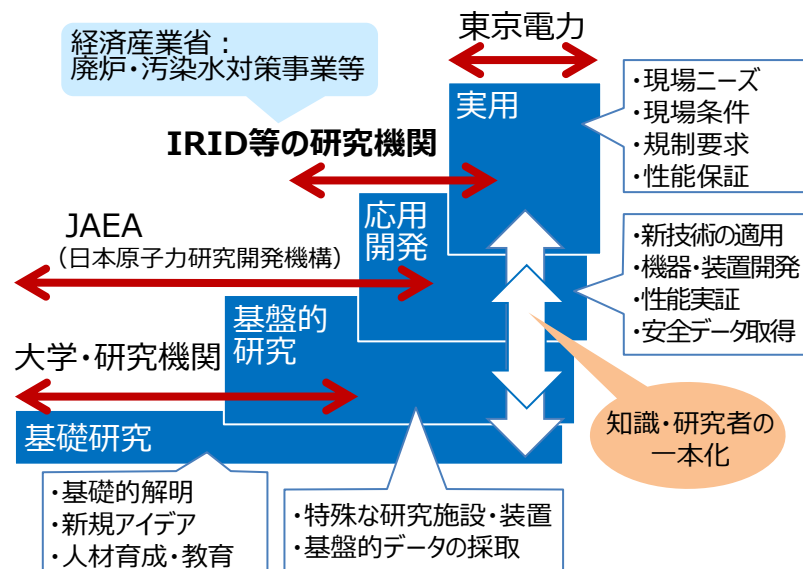 経済産業省：
廃炉・汚染水対策事業等
東京電力
実用
・現場ニーズ
・現場条件
・規制要求
・性能保証
IRID等の研究機関
応用
開発
・新技術の適用
・機器・装置開発
・性能実証
・安全データ取得
JAEA
（日本原子力研究開発機構）
基盤的
研究
大学・研究機関
知識・研究者の
一本化
基礎研究
・基礎的解明
・新規アイデア
・人材育成・教育
・特殊な研究施設・装置
・基盤的データの採取